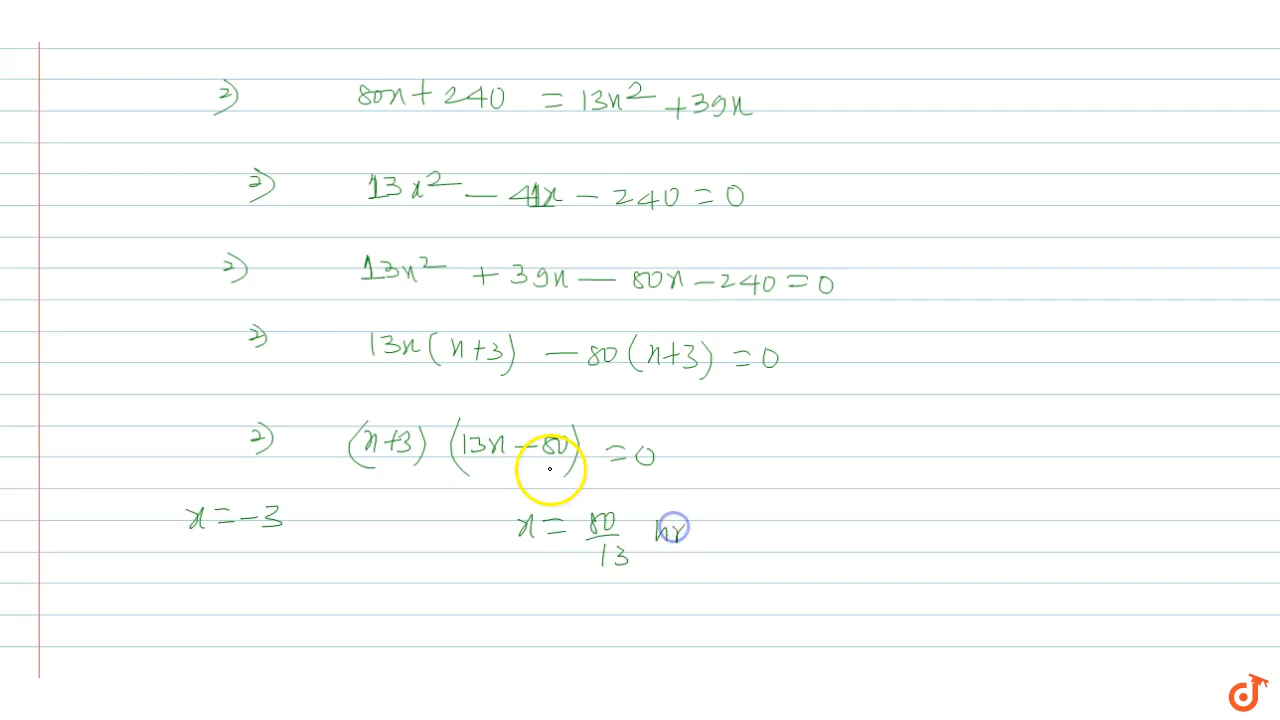 ⇒) 80x + 240 = 13x² + 39x
⇒) 13x² - 41x - 240 = 0
⇒) 13x² + 39x - 80x - 240 = 0
⇒) 13x(x+3) - 80(x+3) = 0
⇒) (x+3) (13x - 80) = 0
x = -3 x = 80/13 hr